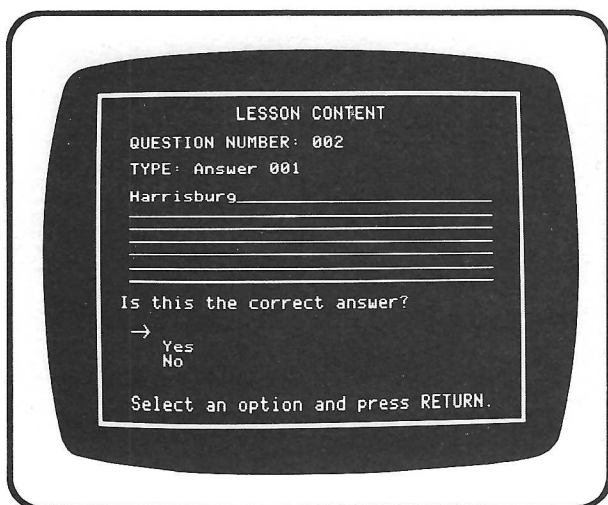 LESSON CONTENT
QUESTION NUMBER: 002
TYPE: Answer 001
Harrisburg
Is this the correct answer?
→
Yes
No
Select an option and press RETURN.